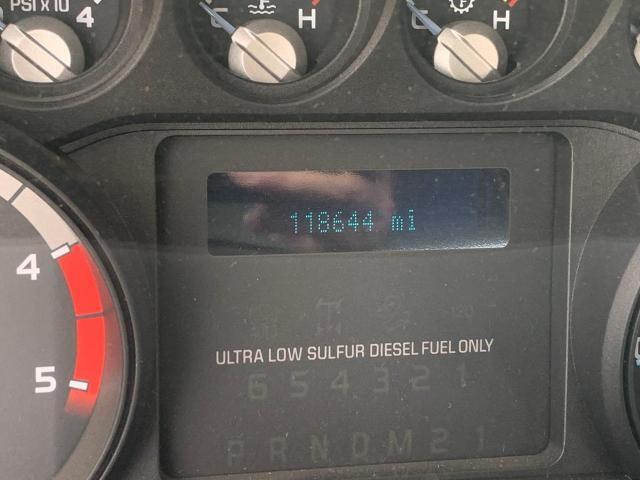 PSI x 10
4
C H
C H
118644 mi
4
ULTRA LOW SULFUR DIESEL FUEL ONLY
5
6 5 4 3 2 1
P R N D M 2 1